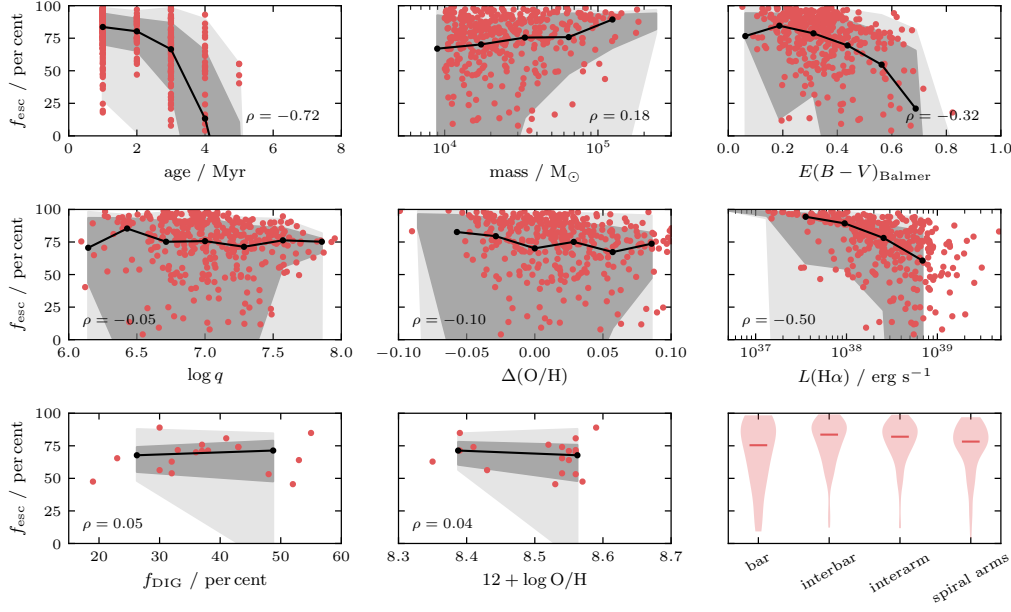 100
75
50
25
0
f_esc / per cent
ρ = −0.72
0 2 4 6 8
age / Myr
ρ = 0.18
10^4 10^5
mass / M_⊙
ρ = −0.32
0.0 0.2 0.4 0.6 0.8 1.0
E(B − V)_Balmer
100
75
50
25
0
f_esc / per cent
ρ = −0.05
6.0 6.5 7.0 7.5 8.0
log q
ρ = −0.10
−0.10 −0.05 0.00 0.05 0.10
Δ(O/H)
ρ = −0.50
10^37 10^38 10^39
L(Hα) / erg s^−1
100
75
50
25
0
f_esc / per cent
ρ = 0.05
20 30 40 50 60
f_DIG / per cent
ρ = 0.04
8.3 8.4 8.5 8.6 8.7
12 + log O/H
bar interbar interarm spiral arms